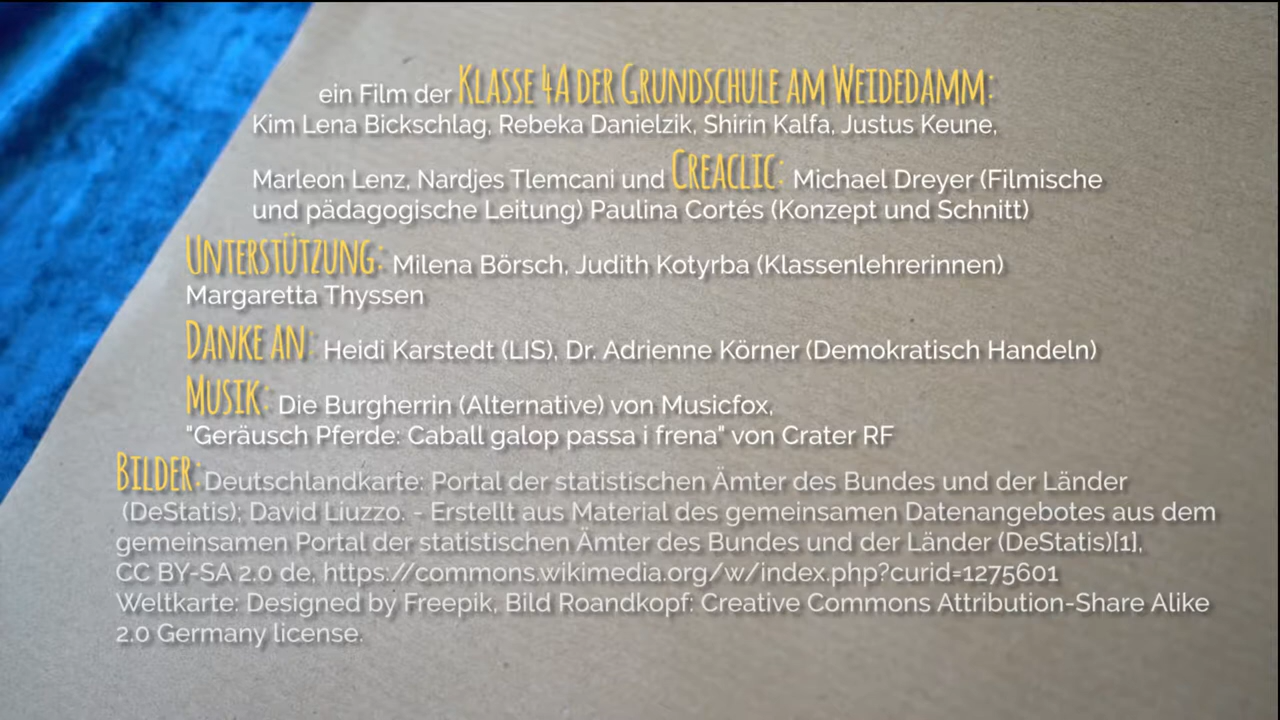 ein Film der Klasse 4A der Grundschule am Weidedamm:
Kim Lena Bickschlag, Rebeka Danielzik, Shirin Kalfa, Justus Keune,
Marleon Lenz, Nardjes Tlemcani und Creaclic: Michael Dreyer (Filmische
und pädagogische Leitung) Paulina Cortés (Konzept und Schnitt)
Unterstützung: Milena Börsch, Judith Kotyrba (Klassenlehrerinnen)
Margaretta Thyssen
Danke an: Heidi Karstedt (LIS), Dr. Adrienne Körner (Demokratisch Handeln)
Musik: Die Burgherrin (Alternative) von Musicfox,
"Geräusch Pferde: Caball galop passa i frena" von Crater RF
Bilder: Deutschlandkarte: Portal der statistischen Ämter des Bundes und der Länder
(DeStatis); David Liuzzo. - Erstellt aus Material des gemeinsamen Datenangebotes aus dem
gemeinsamen Portal der statistischen Ämter des Bundes und der Länder (DeStatis)[1],
CC BY-SA 2.0 de, https://commons.wikimedia.org/w/index.php?curid=1275601
Weltkarte: Designed by Freepik, Bild Roandkopf: Creative Commons Attribution-Share Alike
2.0 Germany license.